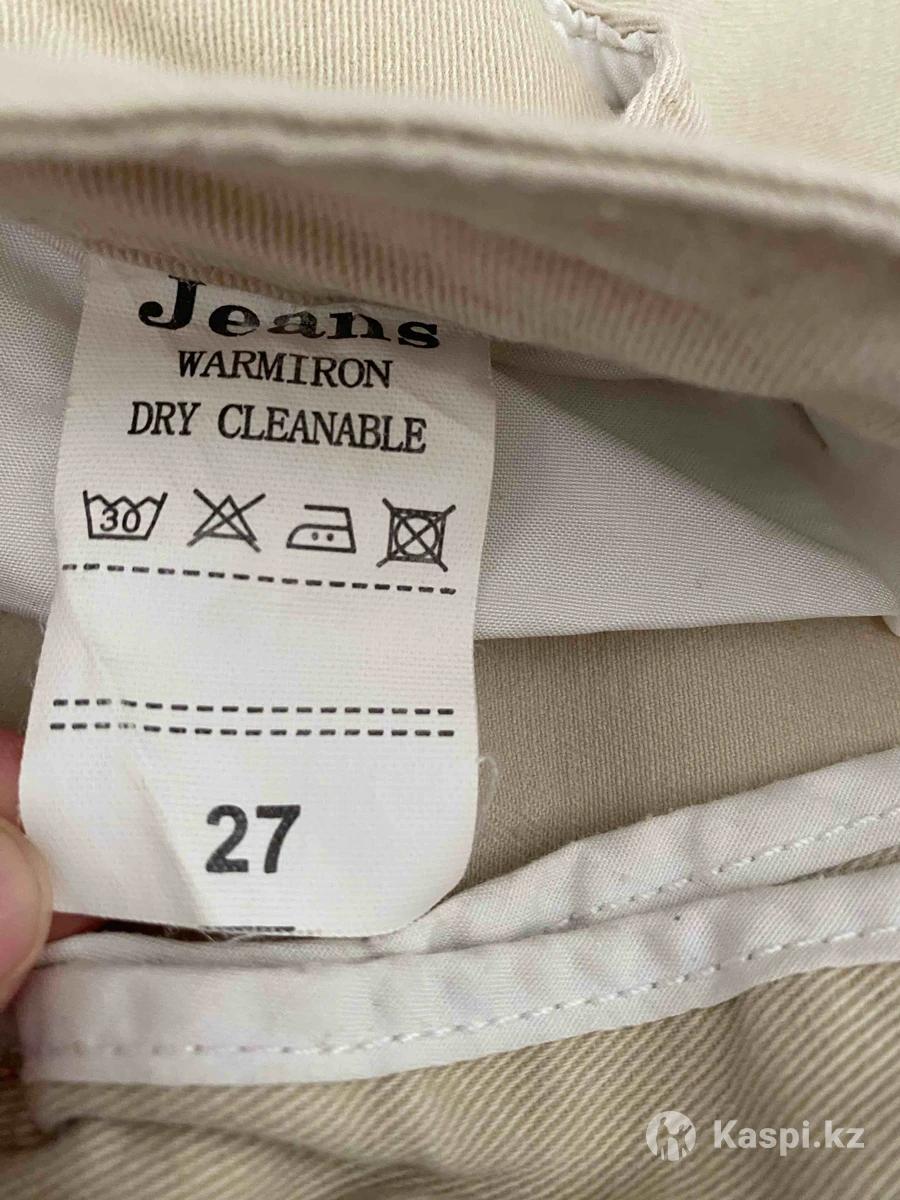 Jeans
WARMIRON
DRY CLEANABLE
30
27
Kaspi.kz